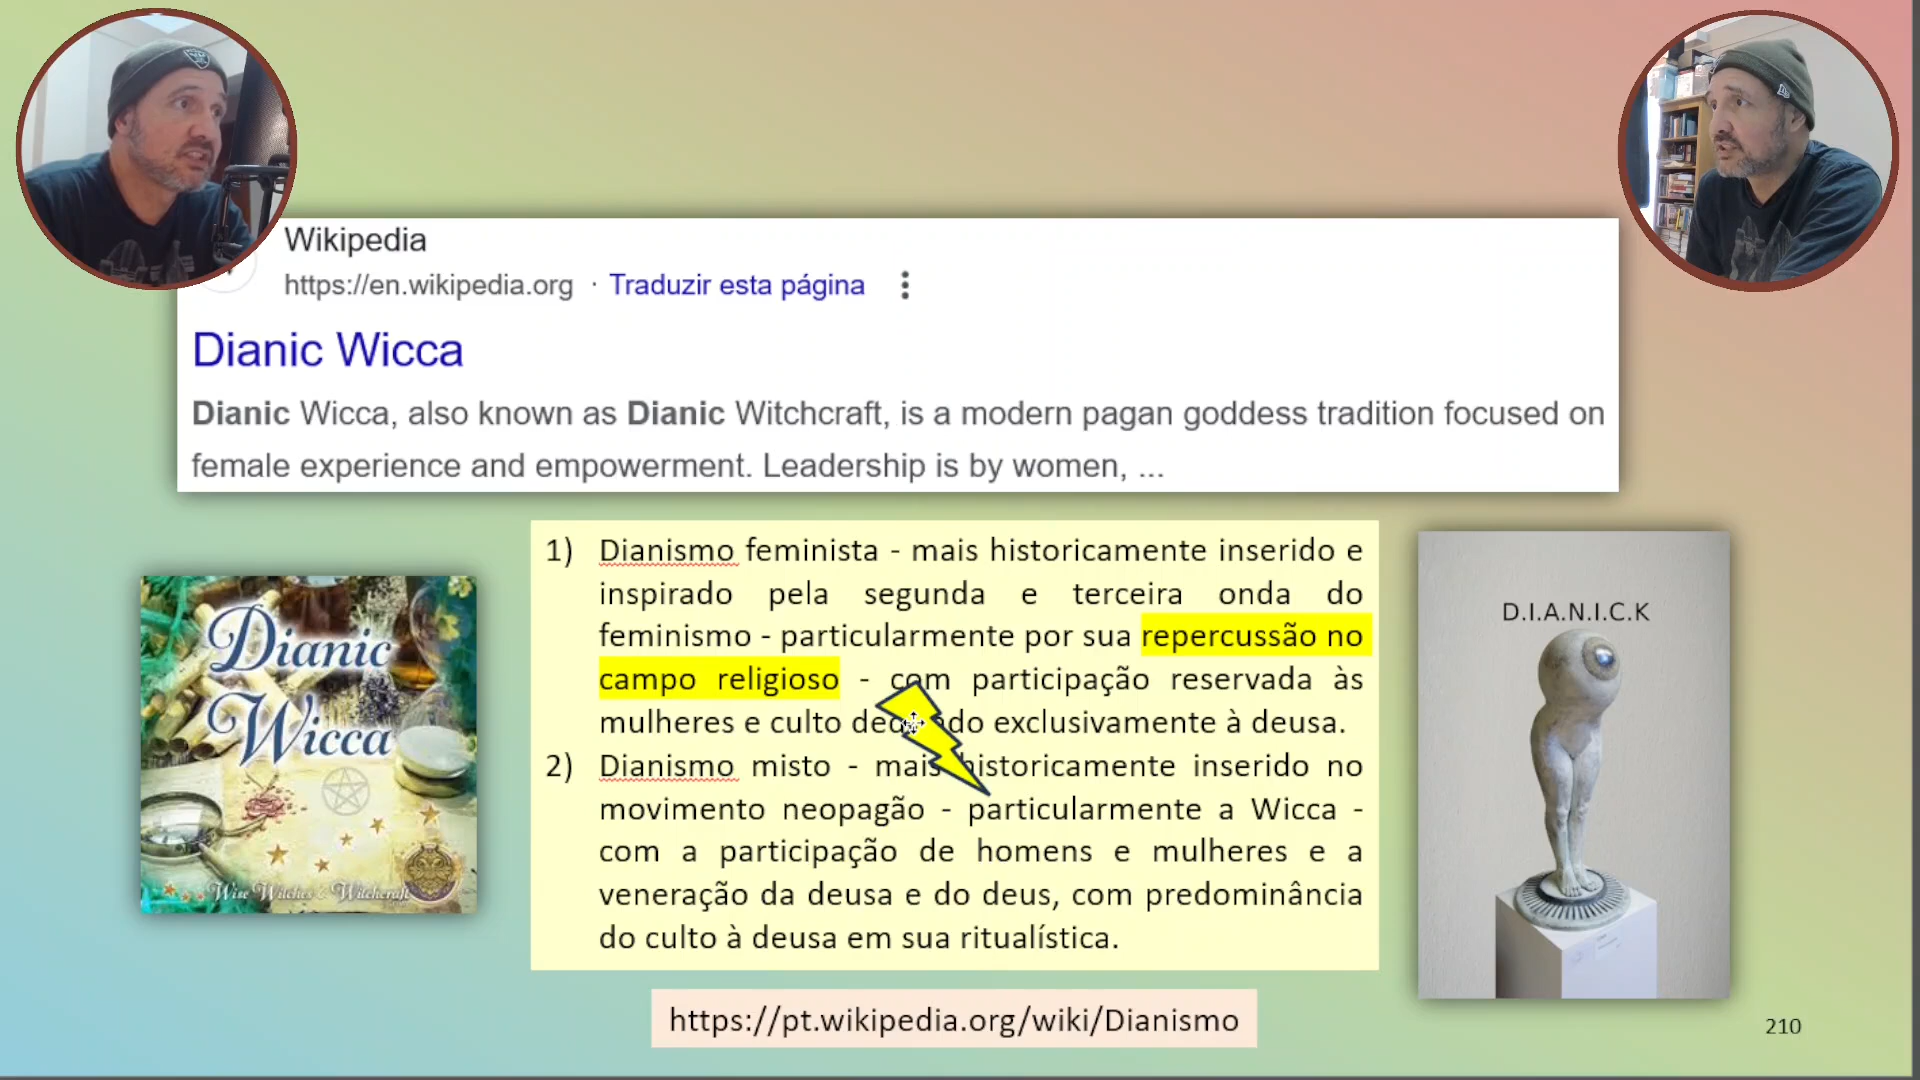 Wikipedia
https://en.wikipedia.org · Traduzir esta página
Dianic Wicca
Dianic Wicca, also known as Dianic Witchcraft, is a modern pagan goddess tradition focused on
female experience and empowerment. Leadership is by women, ...
Dianic
Wicca
Wise Witches & Witchcraft
1) Dianismo feminista - mais historicamente inserido e
inspirado pela segunda e terceira onda do
feminismo - particularmente por sua repercussão no
campo religioso - com participação reservada às
mulheres e culto exclusivamente à deusa.
2) Dianismo misto - mais historicamente inserido no
movimento neopagão - particularmente a Wicca -
com a participação de homens e mulheres e a
veneração da deusa e do deus, com predominância
do culto à deusa em sua ritualística.
D.I.A.N.I.C.K
https://pt.wikipedia.org/wiki/Dianismo
210